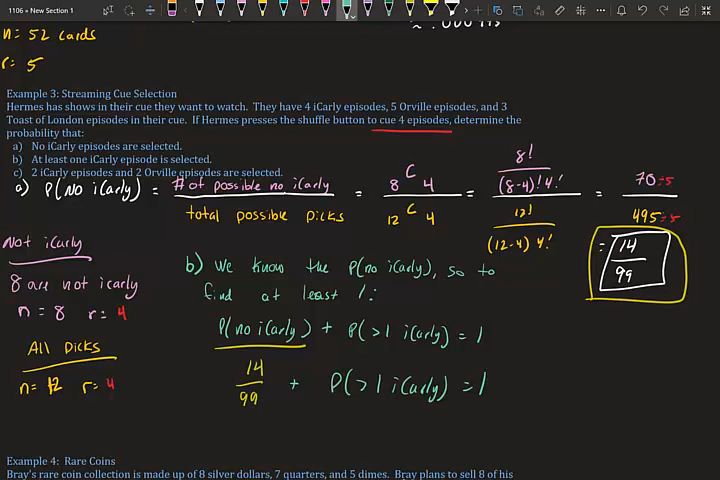 1106 » New Section 1
n = 52 cards
r = 5
Example 3: Streaming Cue Selection
Hermes has shows in their cue they want to watch. They have 4 iCarly episodes, 5 Orville episodes, and 3
Toast of London episodes in their cue. If Hermes presses the shuffle button to cue 4 episodes, determine the
probability that:
a) No iCarly episodes are selected.
b) At least one iCarly episode is selected.
c) 2 iCarly episodes and 2 Orville episodes are selected.
a) P(no iCarly) = # of possible no iCarly / total possible picks = 8 C 4 / 12 C 4 = 8! / (8-4)! 4! / 12! / (12-4)! 4! = 70 ÷5 / 495 ÷5
= 14 / 99
Not iCarly
8 are not icarly
n = 8 r = 4
All Picks
n = 12 r = 4
b) We know the P(no iCarly), so to
find at least 1:
P(no iCarly) + P(>1 iCarly) = 1
14 / 99 + P(>1 iCarly) = 1
Example 4: Rare Coins
Bray's rare coin collection is made up of 8 silver dollars, 7 quarters, and 5 dimes. Bray plans to sell 8 of his